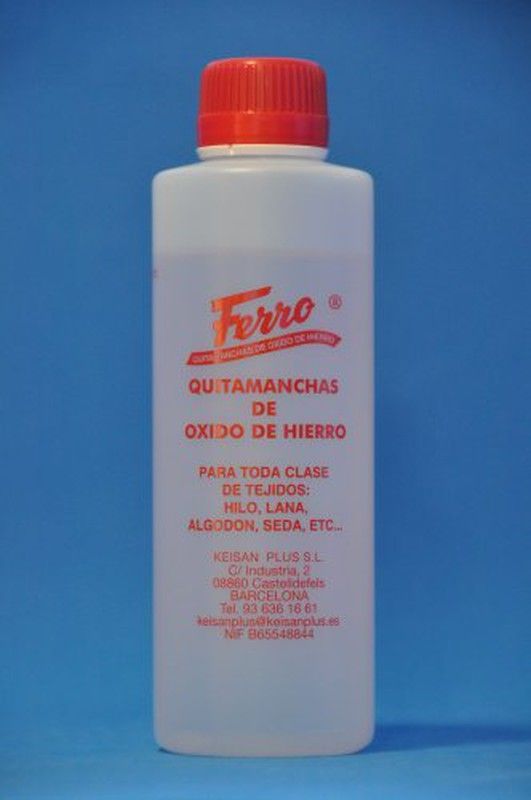 Ferro ®
QUITAMANCHAS DE OXIDO DE HIERRO
QUITAMANCHAS
DE
OXIDO DE HIERRO
PARA TODA CLASE
DE TEJIDOS:
HILO, LANA,
ALGODON, SEDA, ETC...
KEISAN PLUS S.L.
C/ Industria, 2
08860 Castelldefels
BARCELONA
Tel. 93 636 16 61
keisanplus@keisanplus.es
NIF B65548844